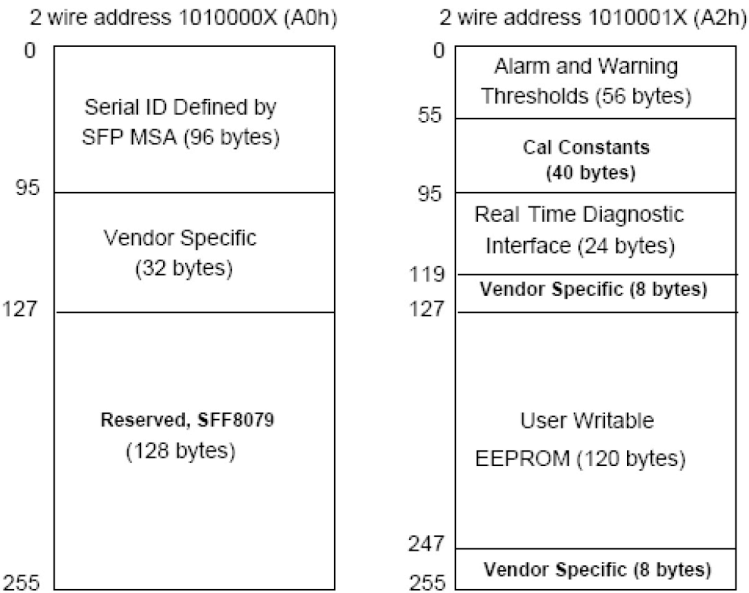 2 wire address 1010000X (A0h)
0
Serial ID Defined by
SFP MSA (96 bytes)
95
Vendor Specific
(32 bytes)
127
Reserved, SFF8079
(128 bytes)
255
2 wire address 1010001X (A2h)
0
Alarm and Warning
Thresholds (56 bytes)
55
Cal Constants
(40 bytes)
95
Real Time Diagnostic
Interface (24 bytes)
119
Vendor Specific (8 bytes)
127
User Writable
EEPROM (120 bytes)
247
Vendor Specific (8 bytes)
255